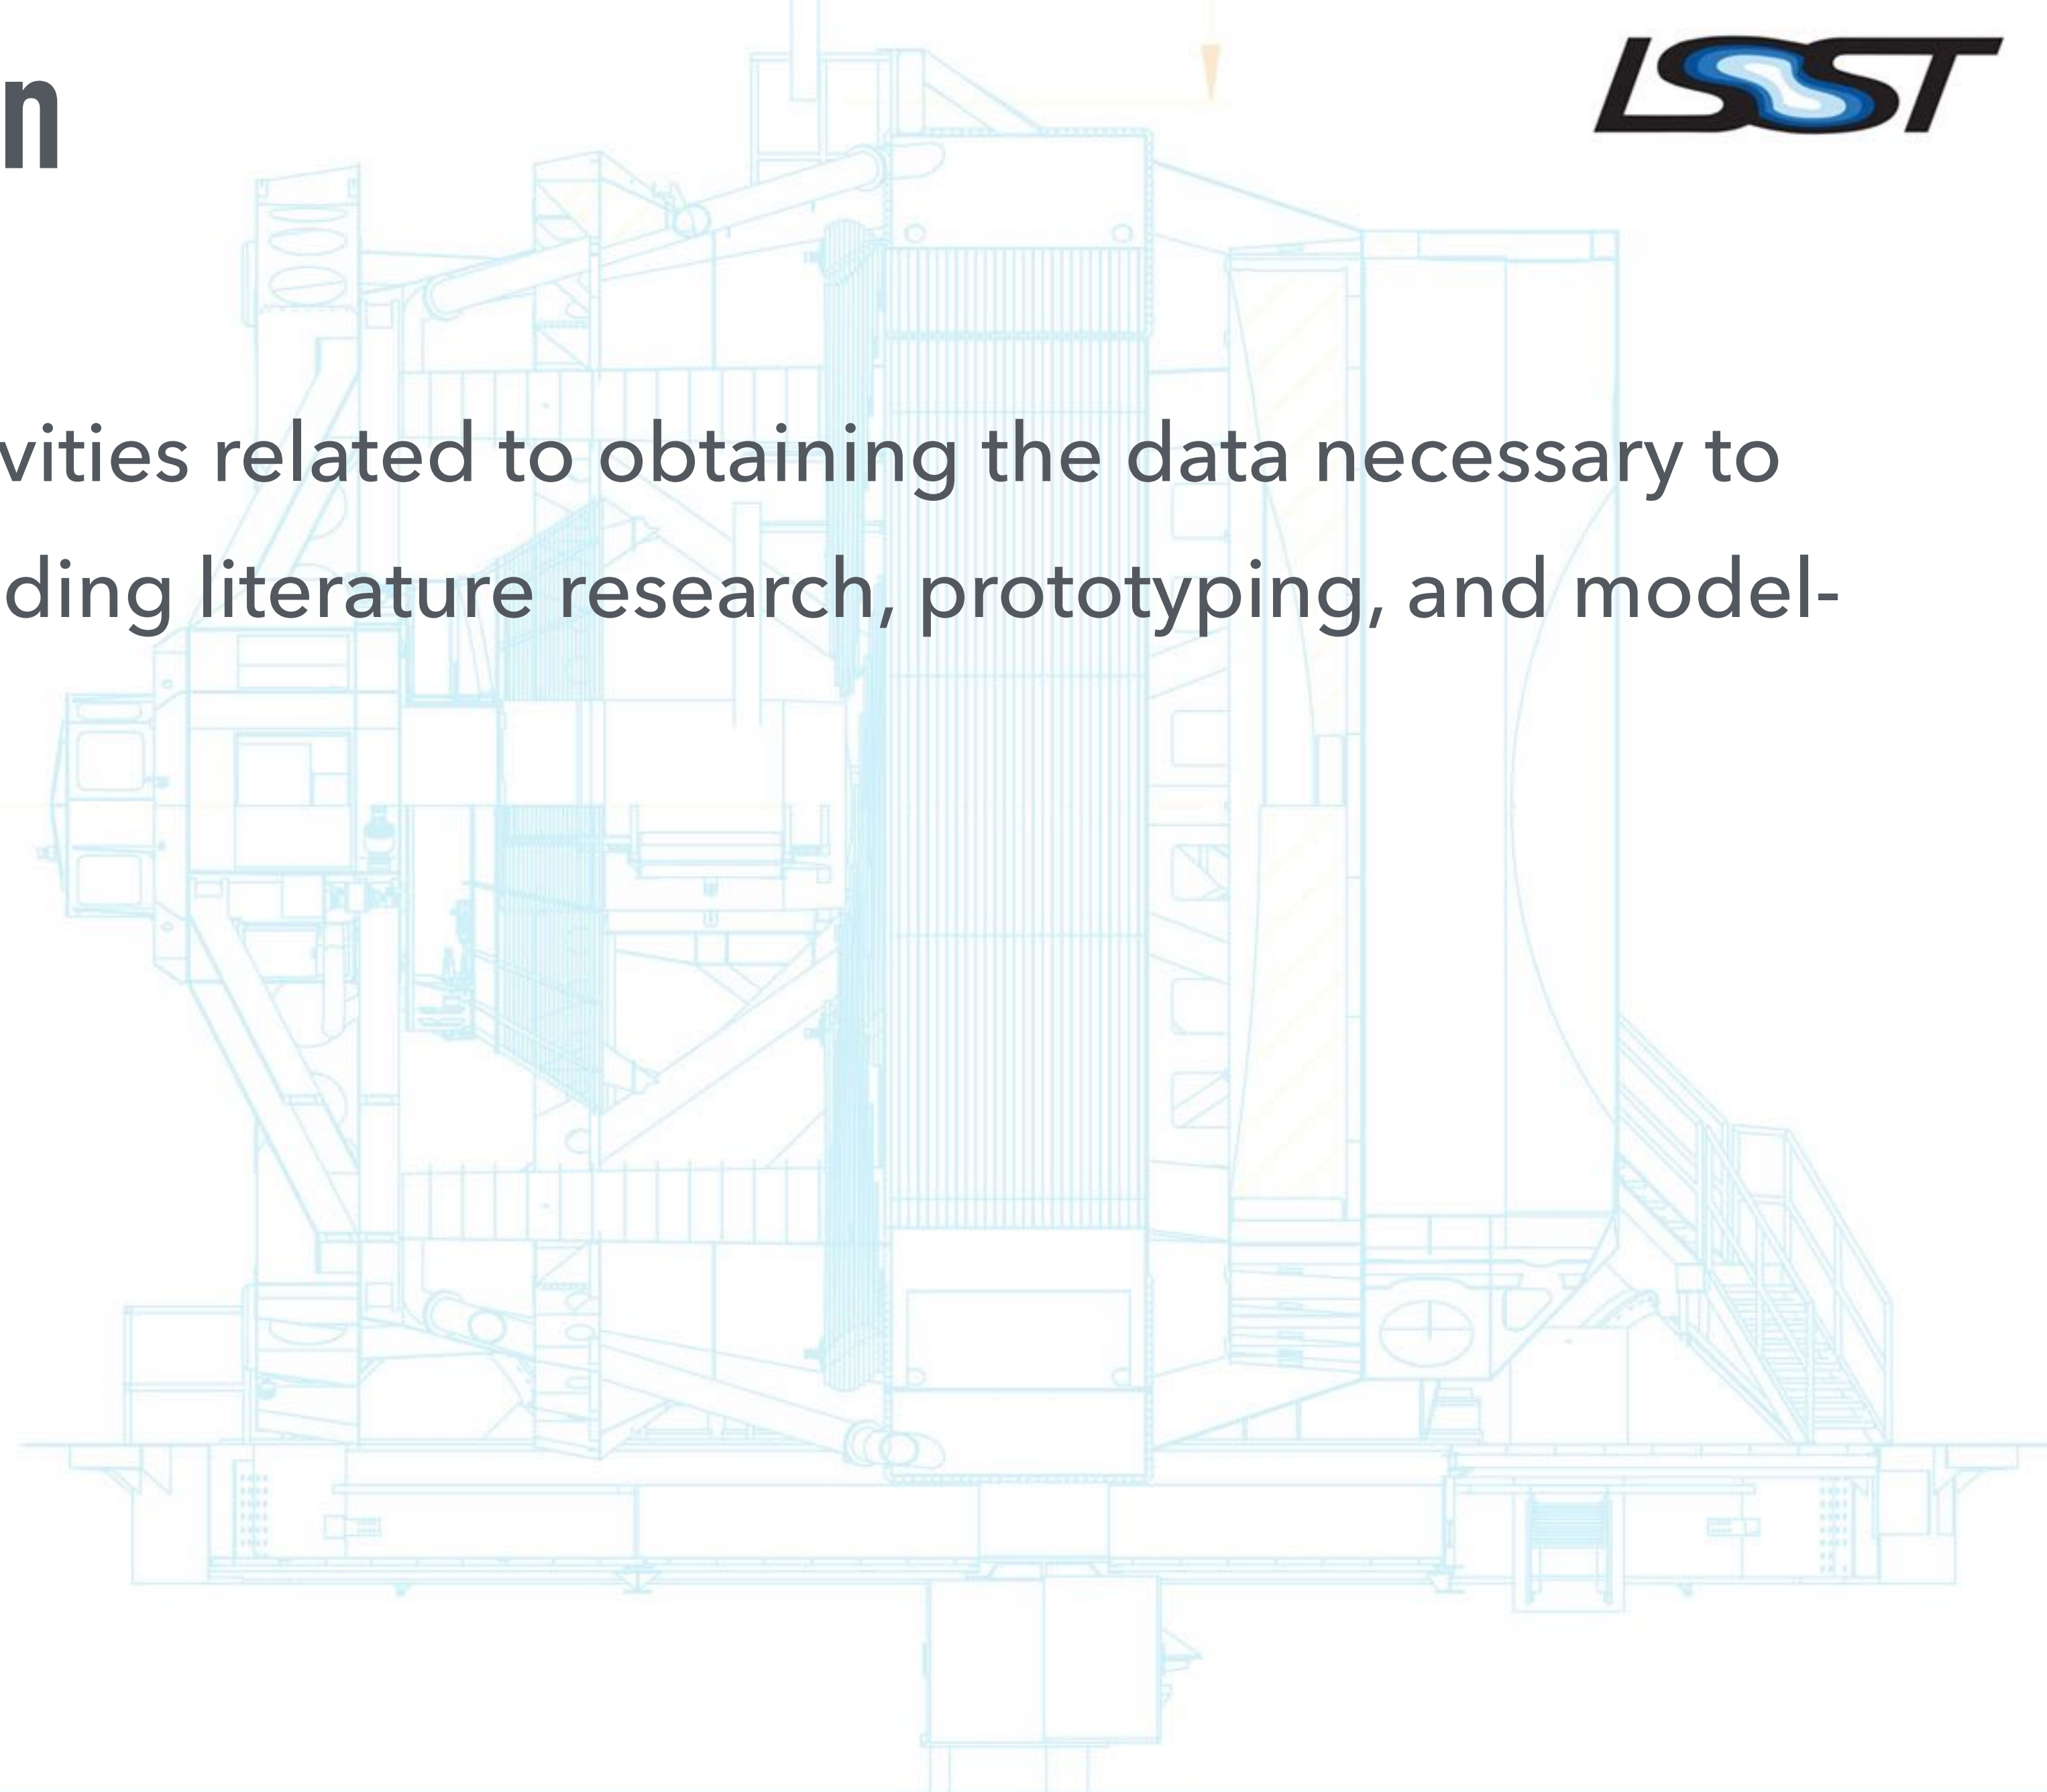 n
LSST
vities related to obtaining the data necessary to
ding literature research, prototyping, and model-